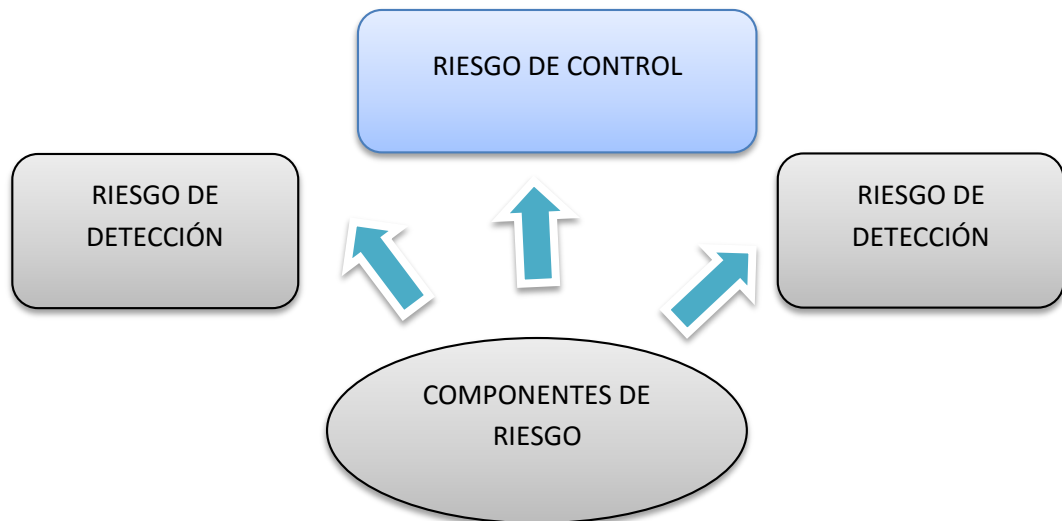 RIESGO DE CONTROL
RIESGO DE
DETECCIÓN
RIESGO DE
DETECCIÓN
COMPONENTES DE
RIESGO